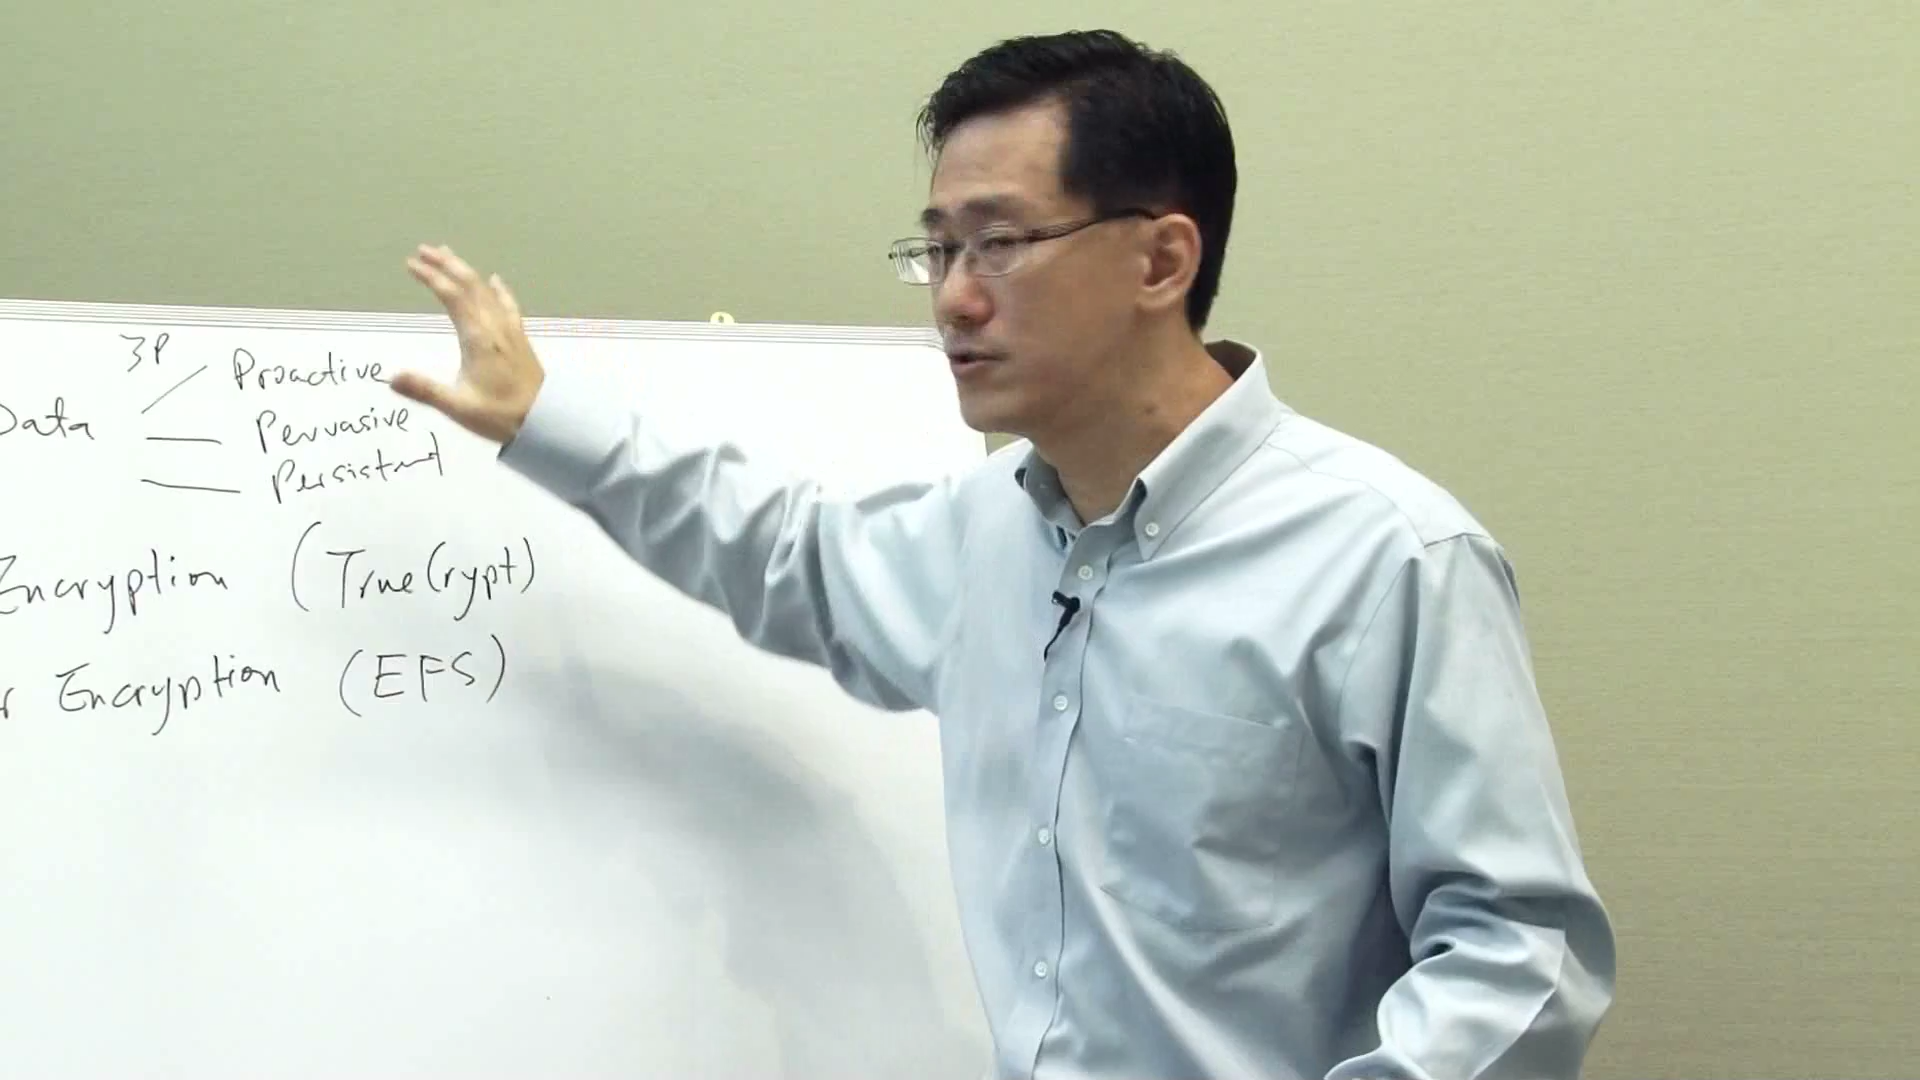 3P
Proactive
Data
Pervasive
Persistent
Encryption (TrueCrypt)
Encryption (EFS)